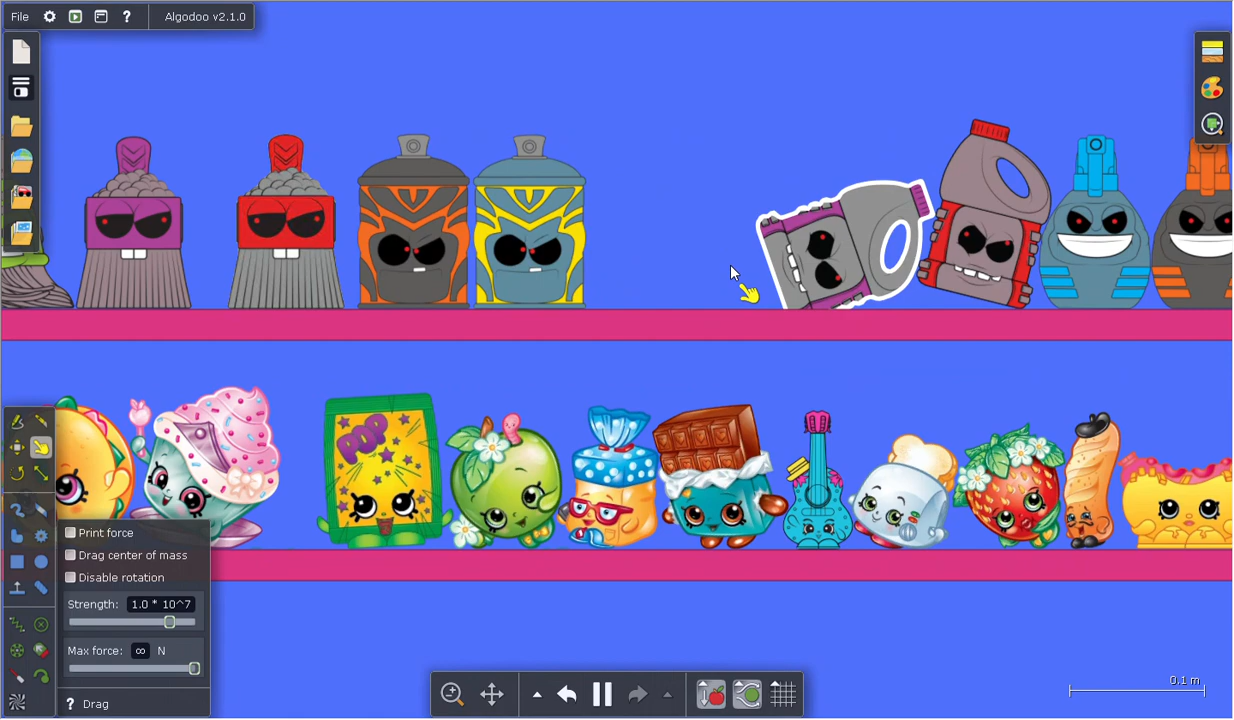 File ? Algodoo v2.1.0
POP
Print force
Drag center of mass
Disable rotation
Strength: 1.0 * 10^7
Max force: ∞ N
? Drag
0.1 m